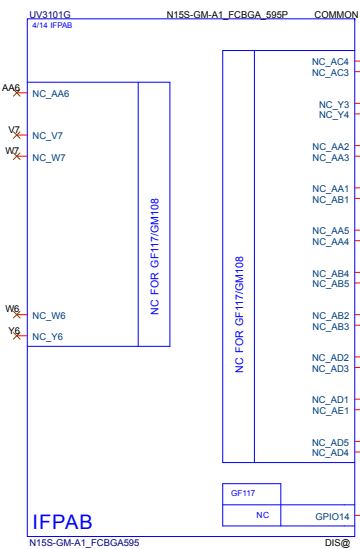 UV3101G N15S-GM-A1_FCBGA_595P COMMON
4/14 IFPAB
NC_AC4
NC_AC3
AA6 NC_AA6
NC_Y3
NC_Y4
V7 NC_V7
W7 NC_W7
NC_AA2
NC_AA3
NC_AA1
NC_AB1
NC FOR GF117/GM108
NC_AA5
NC_AA4
NC FOR GF117/GM108
NC_AB4
NC_AB5
W6 NC_W6
NC_AB2
NC_AB3
Y6 NC_Y6
NC_AD2
NC_AD3
NC_AD1
NC_AE1
NC_AD5
NC_AD4
GF117
NC GPIO14
IFPAB
N15S-GM-A1_FCBGA595 DIS@